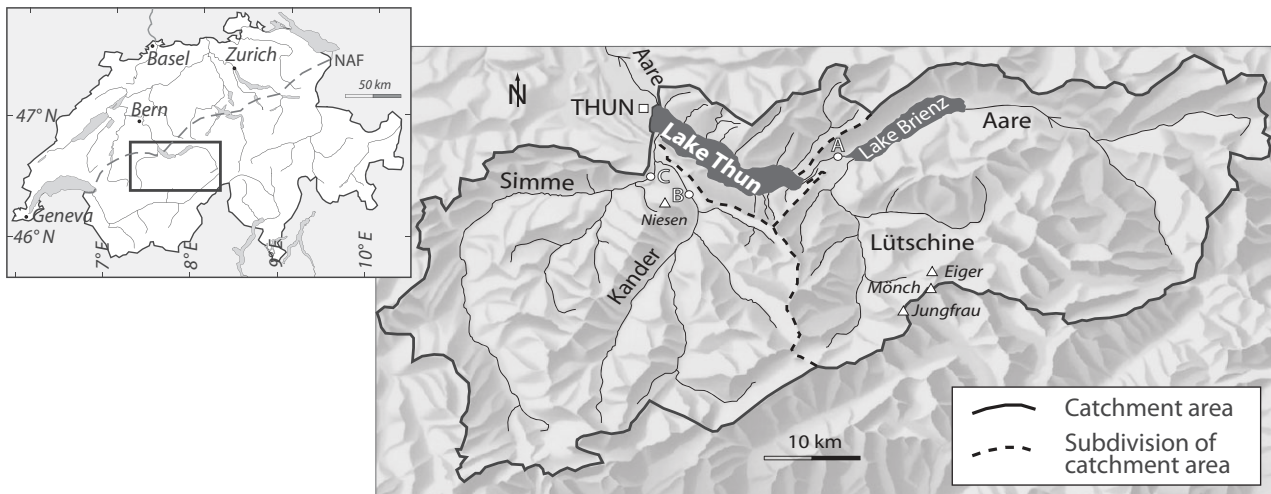 Basel
Zurich
NAF
50 km
47° N
Bern
Geneva
46° N
7° E
8° E
9° E
10° E
Aare
N
THUN
Lake Thun
Lake Brienz
Aare
A
Simme
C
B
Niesen
Kander
Lütschine
Eiger
Mönch
Jungfrau
10 km
Catchment area
Subdivision of
catchment area